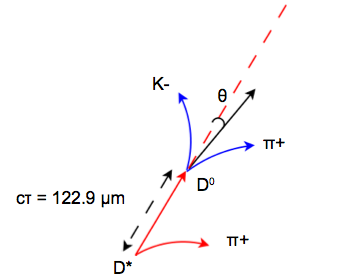 K-
θ
π+
D⁰
cτ = 122.9 μm
π+
D*